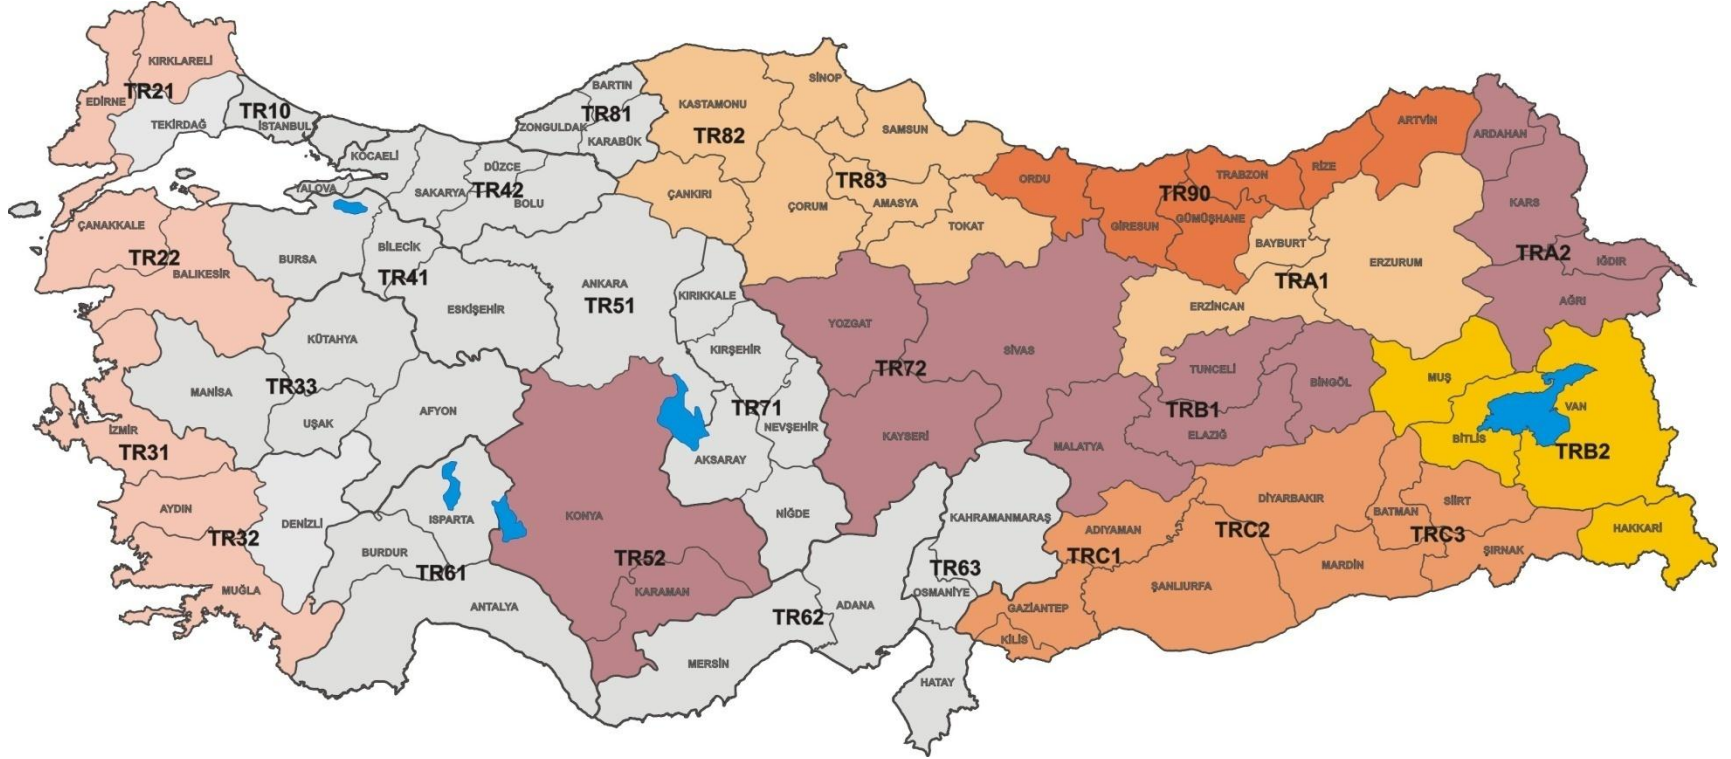 KIRKLARELİ
TR21
EDİRNE
TEKİRDAĞ
TR10
İSTANBUL
KOCAELİ
YALOVA
SAKARYA
DÜZCE
TR42
BOLU
BARTIN
TR81
ZONGULDAK
KARABÜK
KASTAMONU
TR82
SİNOP
SAMSUN
ÇANKIRI
TR83
ÇORUM
AMASYA
TOKAT
ORDU
GİRESUN
TR90
TRABZON
GÜMÜŞHANE
RİZE
ARTVİN
ARDAHAN
KARS
TRA2
IĞDIR
AĞRI
BAYBURT
ERZURUM
TRA1
ERZİNCAN
ÇANAKKALE
TR22
BALIKESİR
BURSA
BİLECİK
TR41
ESKİŞEHİR
ANKARA
TR51
KIRIKKALE
KIRŞEHİR
KÜTAHYA
MANİSA
TR33
UŞAK
AFYON
YOZGAT
TR72
SİVAS
KAYSERİ
TR71
NEVŞEHİR
AKSARAY
NİĞDE
TUNCELİ
BİNGÖL
TRB1
ELAZIĞ
MALATYA
MUŞ
VAN
BİTLİS
TRB2
HAKKARİ
İZMİR
TR31
AYDIN
TR32
MUĞLA
DENİZLİ
ISPARTA
BURDUR
TR61
ANTALYA
KONYA
TR52
KARAMAN
MERSİN
TR62
ADANA
KAHRAMANMARAŞ
TR63
OSMANİYE
HATAY
ADIYAMAN
TRC1
GAZİANTEP
KİLİS
DİYARBAKIR
TRC2
ŞANLIURFA
BATMAN
SİİRT
TRC3
ŞIRNAK
MARDİN